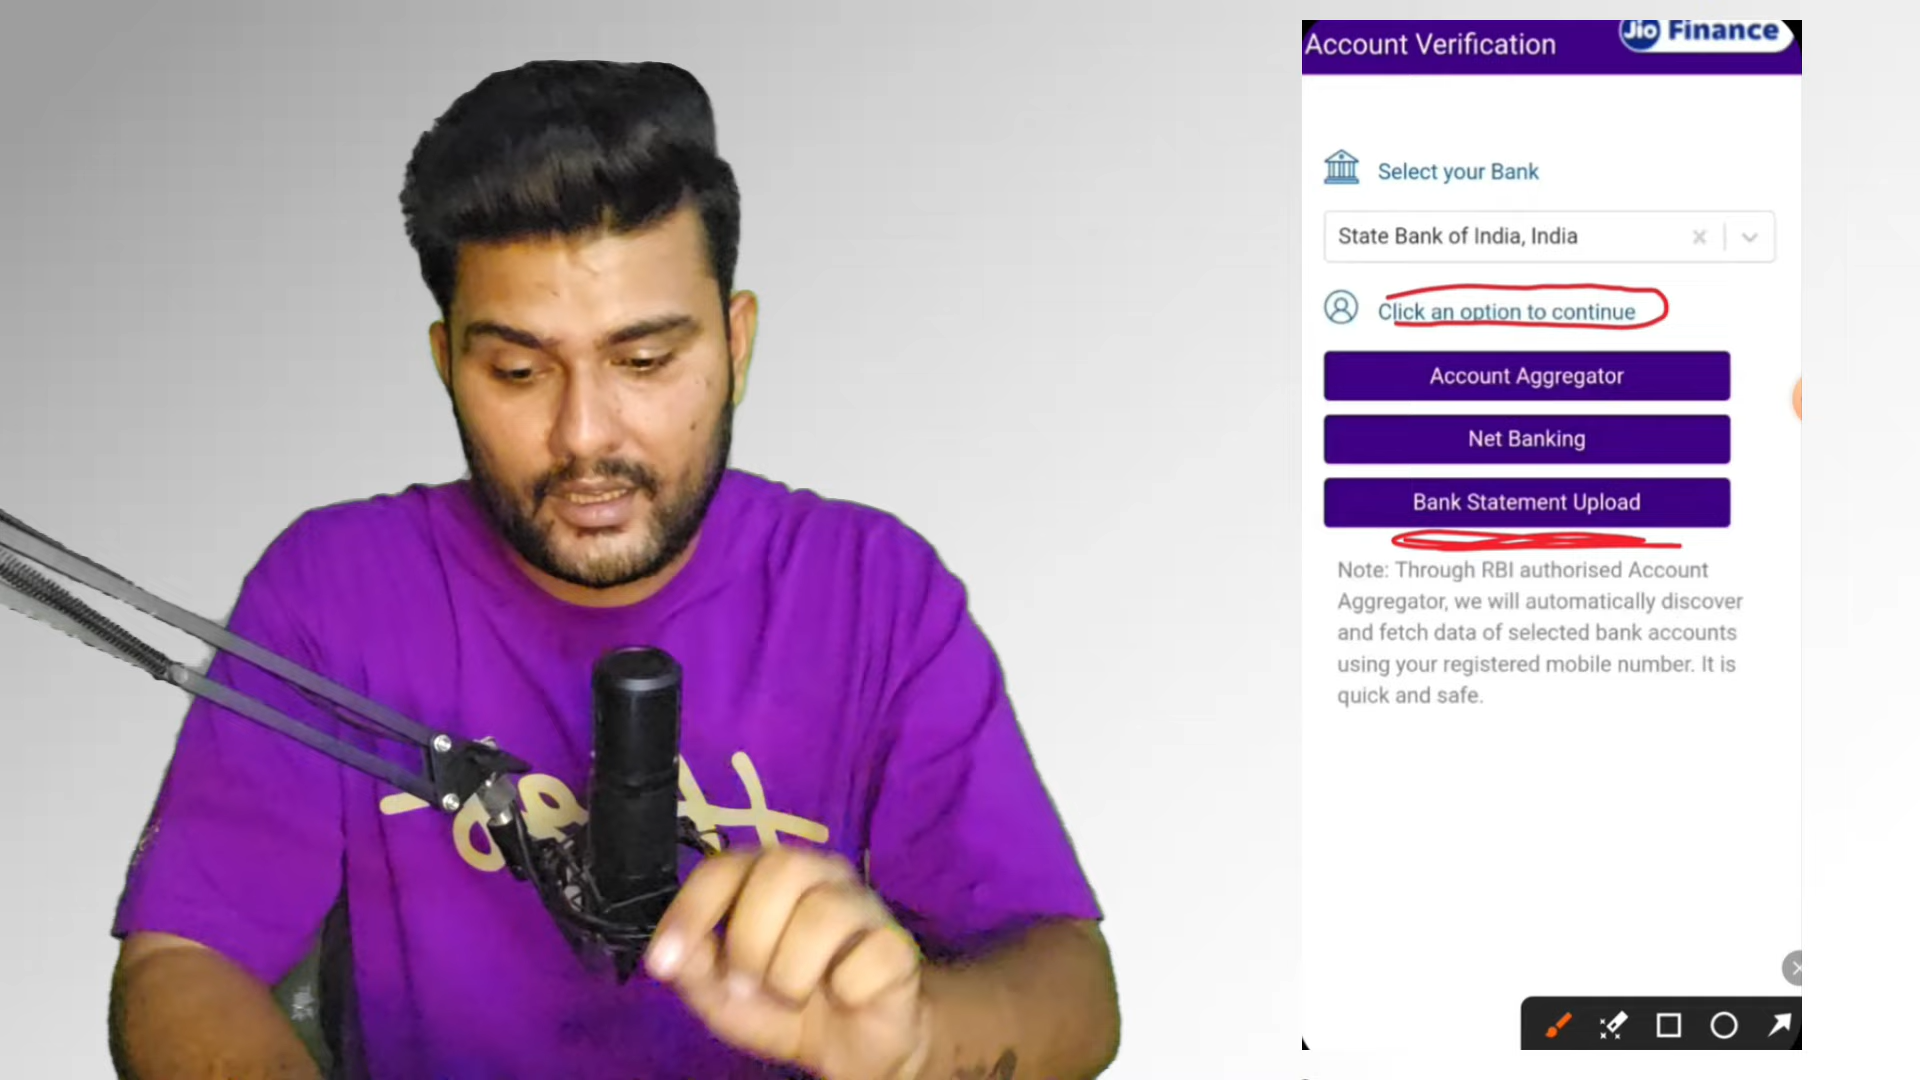 Jio Finance
Account Verification
Select your Bank
State Bank of India, India
Click an option to continue
Account Aggregator
Net Banking
Bank Statement Upload
Note: Through RBI authorised Account
Aggregator, we will automatically discover
and fetch data of selected bank accounts
using your registered mobile number. It is
quick and safe.